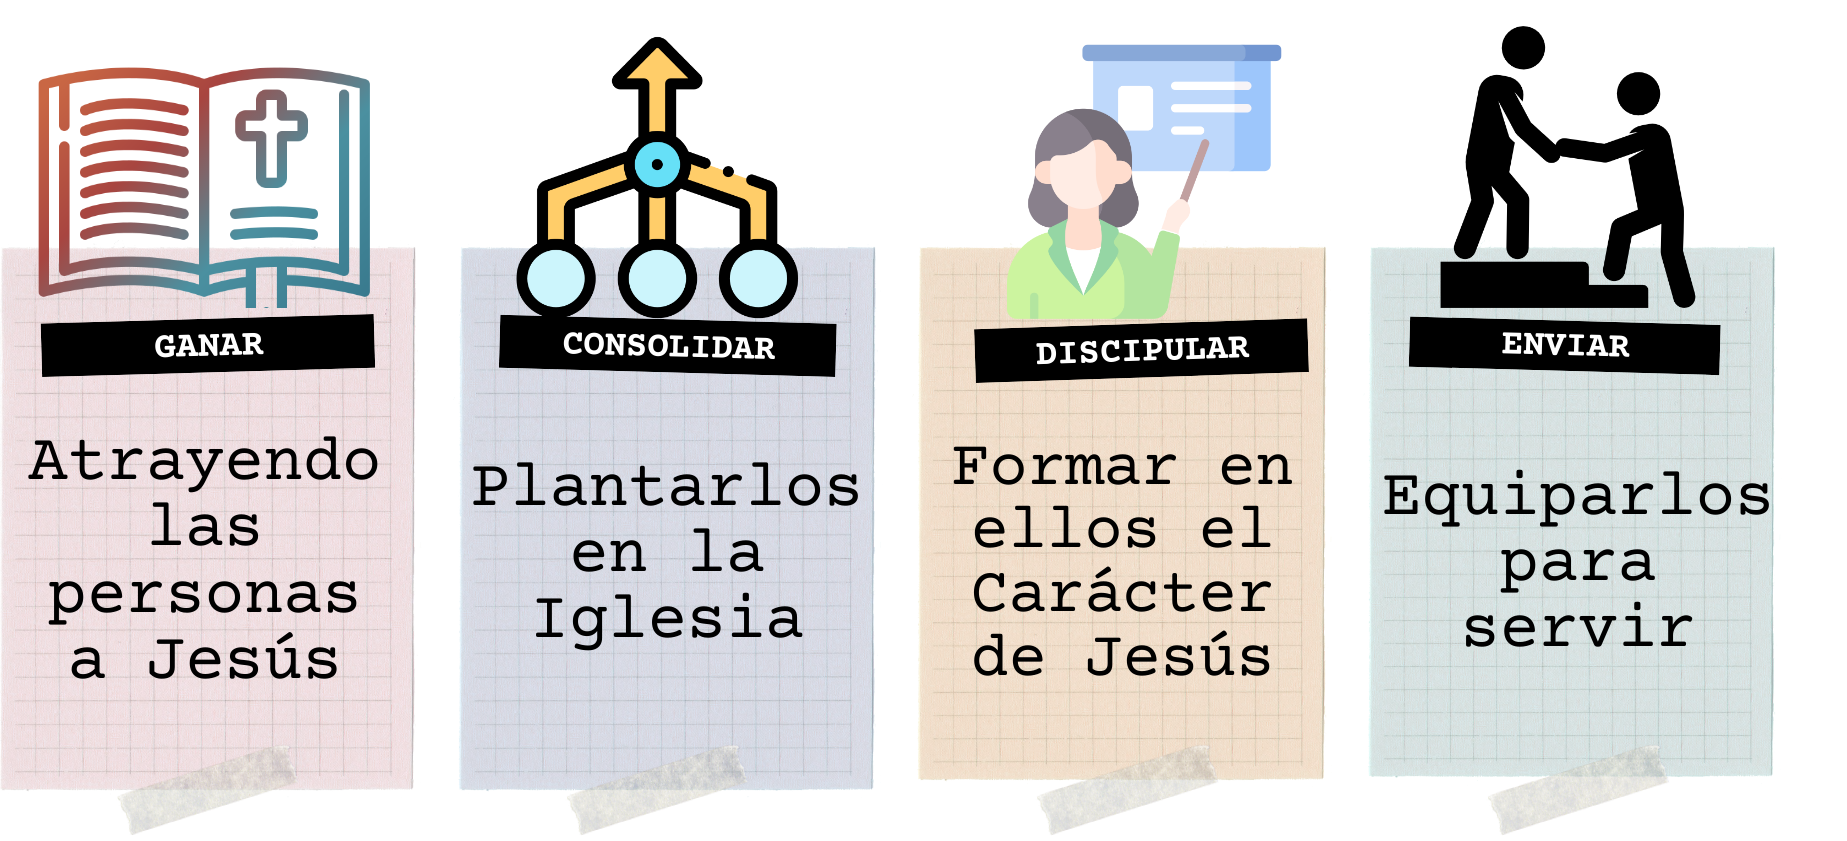 GANAR
Atrayendo
las
personas
a Jesús
CONSOLIDAR
Plantarlos
en la
Iglesia
DISCIPULAR
Formar en
ellos el
Carácter
de Jesús
ENVIAR
Equiparlos
para
servir